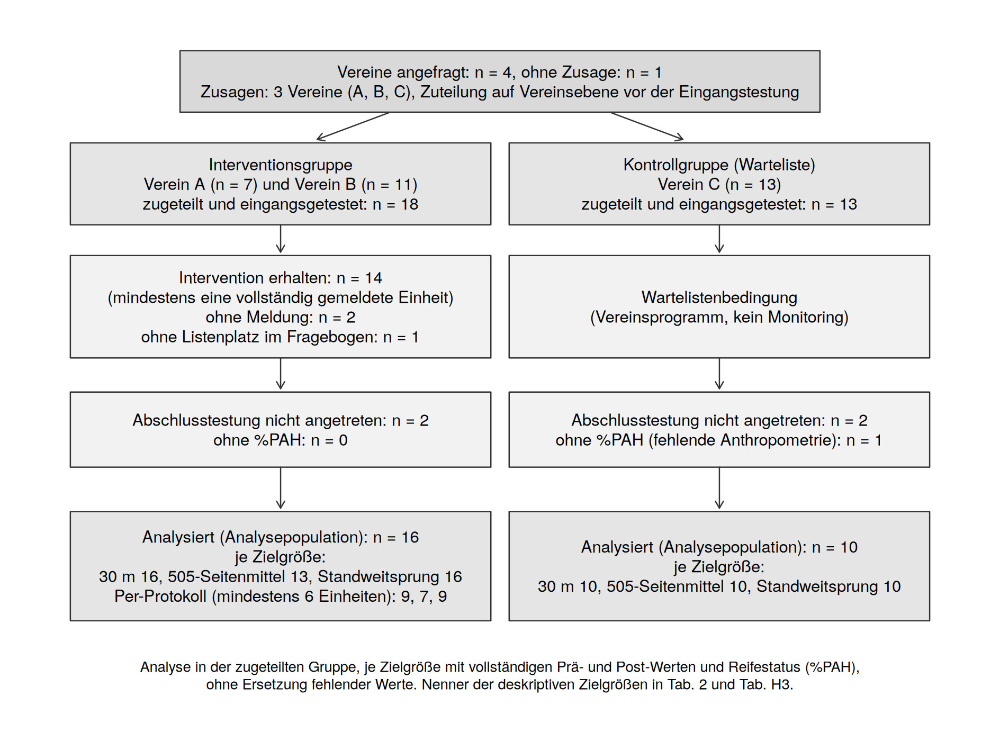 Vereine angefragt: n = 4, ohne Zusage: n = 1
Zusagen: 3 Vereine (A, B, C), Zuteilung auf Vereinsebene vor der Eingangstestung
Interventionsgruppe
Verein A (n = 7) und Verein B (n = 11)
zugeteilt und eingangsgetestet: n = 18
Kontrollgruppe (Warteliste)
Verein C (n = 13)
zugeteilt und eingangsgetestet: n = 13
Intervention erhalten: n = 14
(mindestens eine vollständig gemeldete Einheit)
ohne Meldung: n = 2
ohne Listenplatz im Fragebogen: n = 1
Wartelistenbedingung
(Vereinsprogramm, kein Monitoring)
Abschlusstestung nicht angetreten: n = 2
ohne %PAH: n = 0
Abschlusstestung nicht angetreten: n = 2
ohne %PAH (fehlende Anthropometrie): n = 1
Analysiert (Analysepopulation): n = 16
je Zielgröße:
30 m 16, 505-Seitenmittel 13, Standweitsprung 16
Per-Protokoll (mindestens 6 Einheiten): 9, 7, 9
Analysiert (Analysepopulation): n = 10
je Zielgröße:
30 m 10, 505-Seitenmittel 10, Standweitsprung 10
Analyse in der zugeteilten Gruppe, je Zielgröße mit vollständigen Prä- und Post-Werten und Reifestatus (%PAH),
ohne Ersetzung fehlender Werte. Nenner der deskriptiven Zielgrößen in Tab. 2 und Tab. H3.